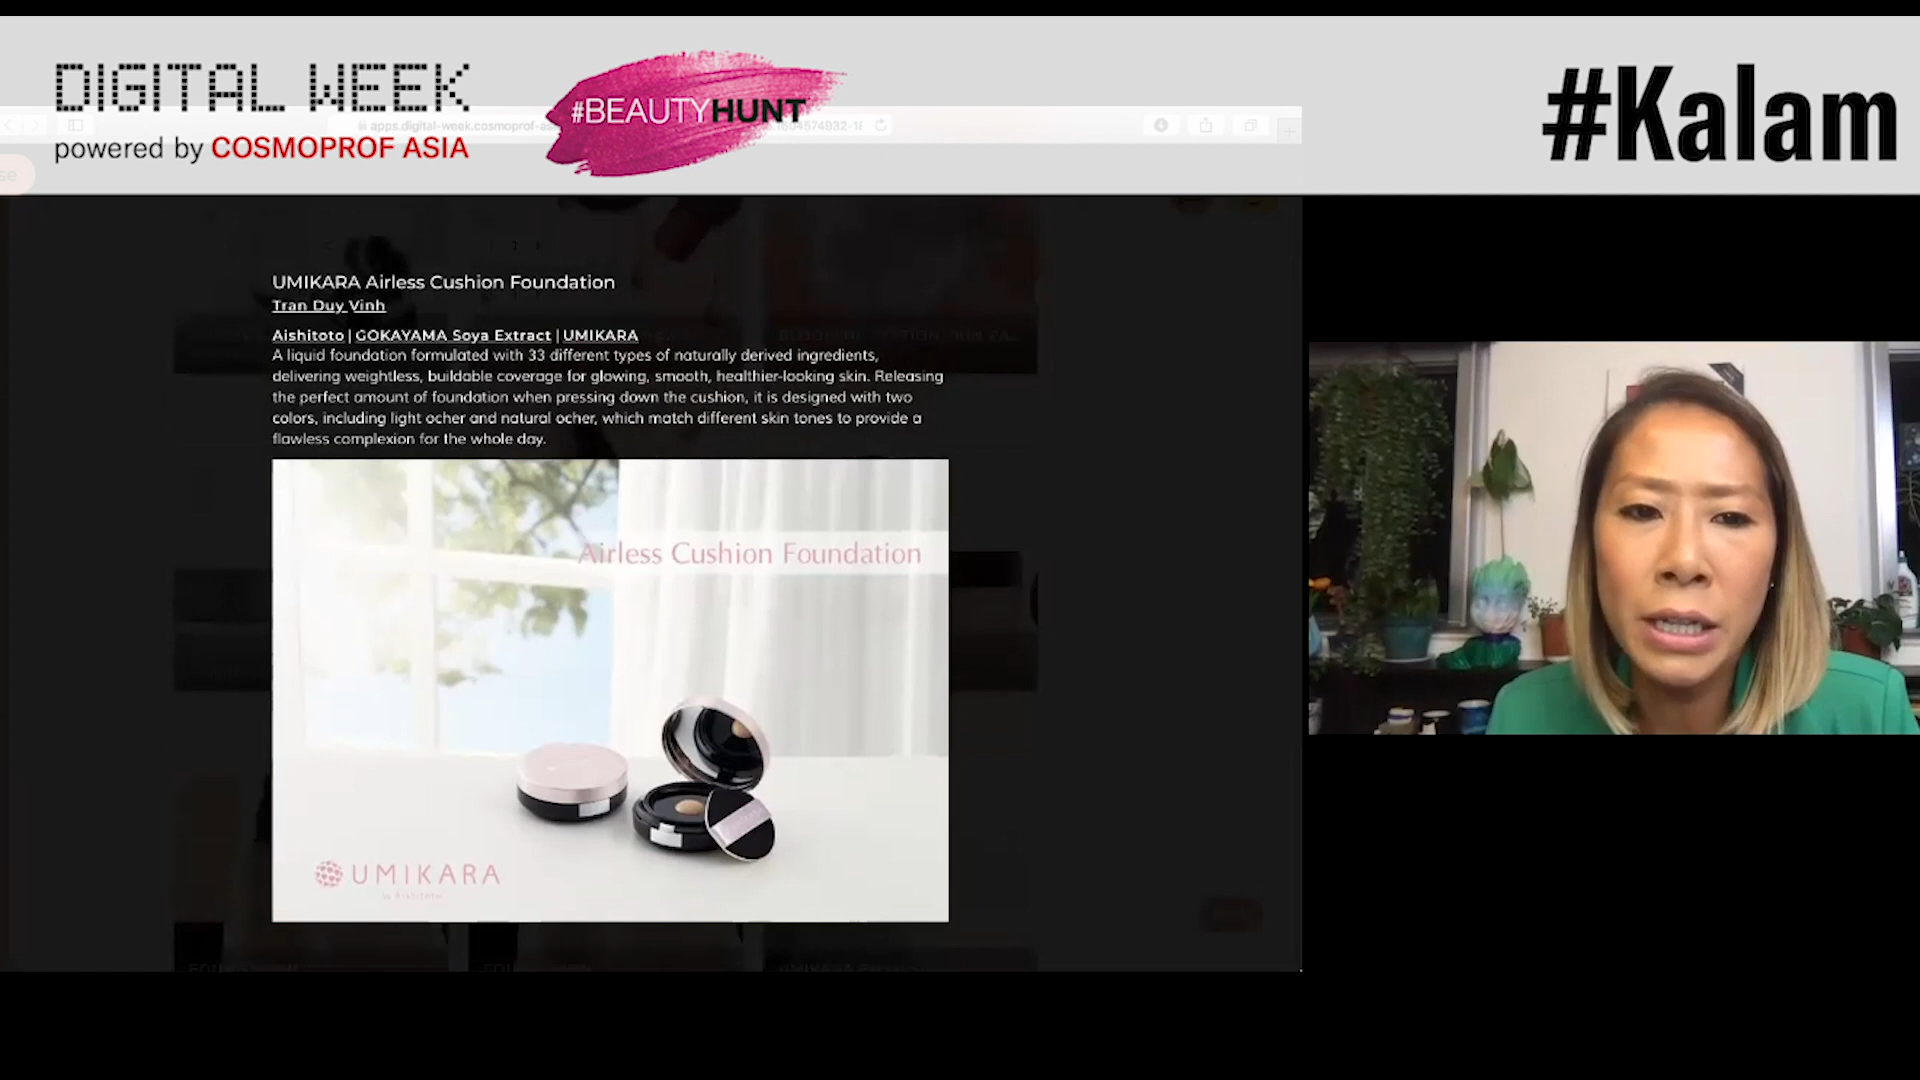 DIGITAL WEEK
powered by COSMOPROF ASIA
#BEAUTYHUNT
#Kalam
UMIKARA Airless Cushion Foundation
Tran Duy Vinh
Aishitoto | GOKAYAMA Soya Extract | UMIKARA
A liquid foundation formulated with 33 different types of naturally derived ingredients,
delivering weightless, buildable coverage for glowing, smooth, healthier-looking skin. Releasing
the perfect amount of foundation when pressing down the cushion, it is designed with two
colors, including light ocher and natural ocher, which match different skin tones to provide a
flawless complexion for the whole day.
Airless Cushion Foundation
UMIKARA
by Aishitoto